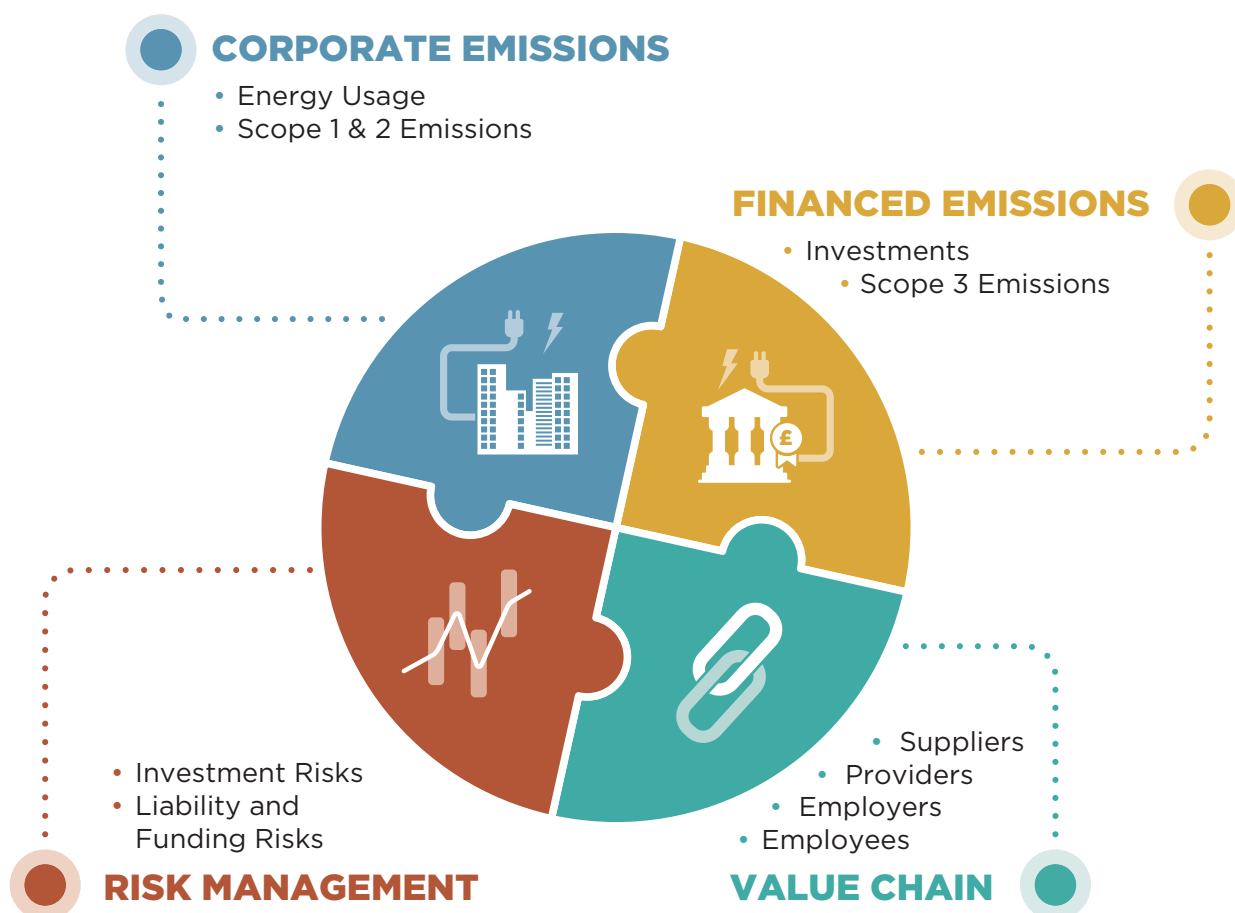 CORPORATE EMISSIONS
• Energy Usage
• Scope 1 & 2 Emissions
FINANCED EMISSIONS
• Investments
• Scope 3 Emissions
£
• Investment Risks
• Liability and
Funding Risks
RISK MANAGEMENT
• Suppliers
• Providers
• Employers
• Employees
VALUE CHAIN